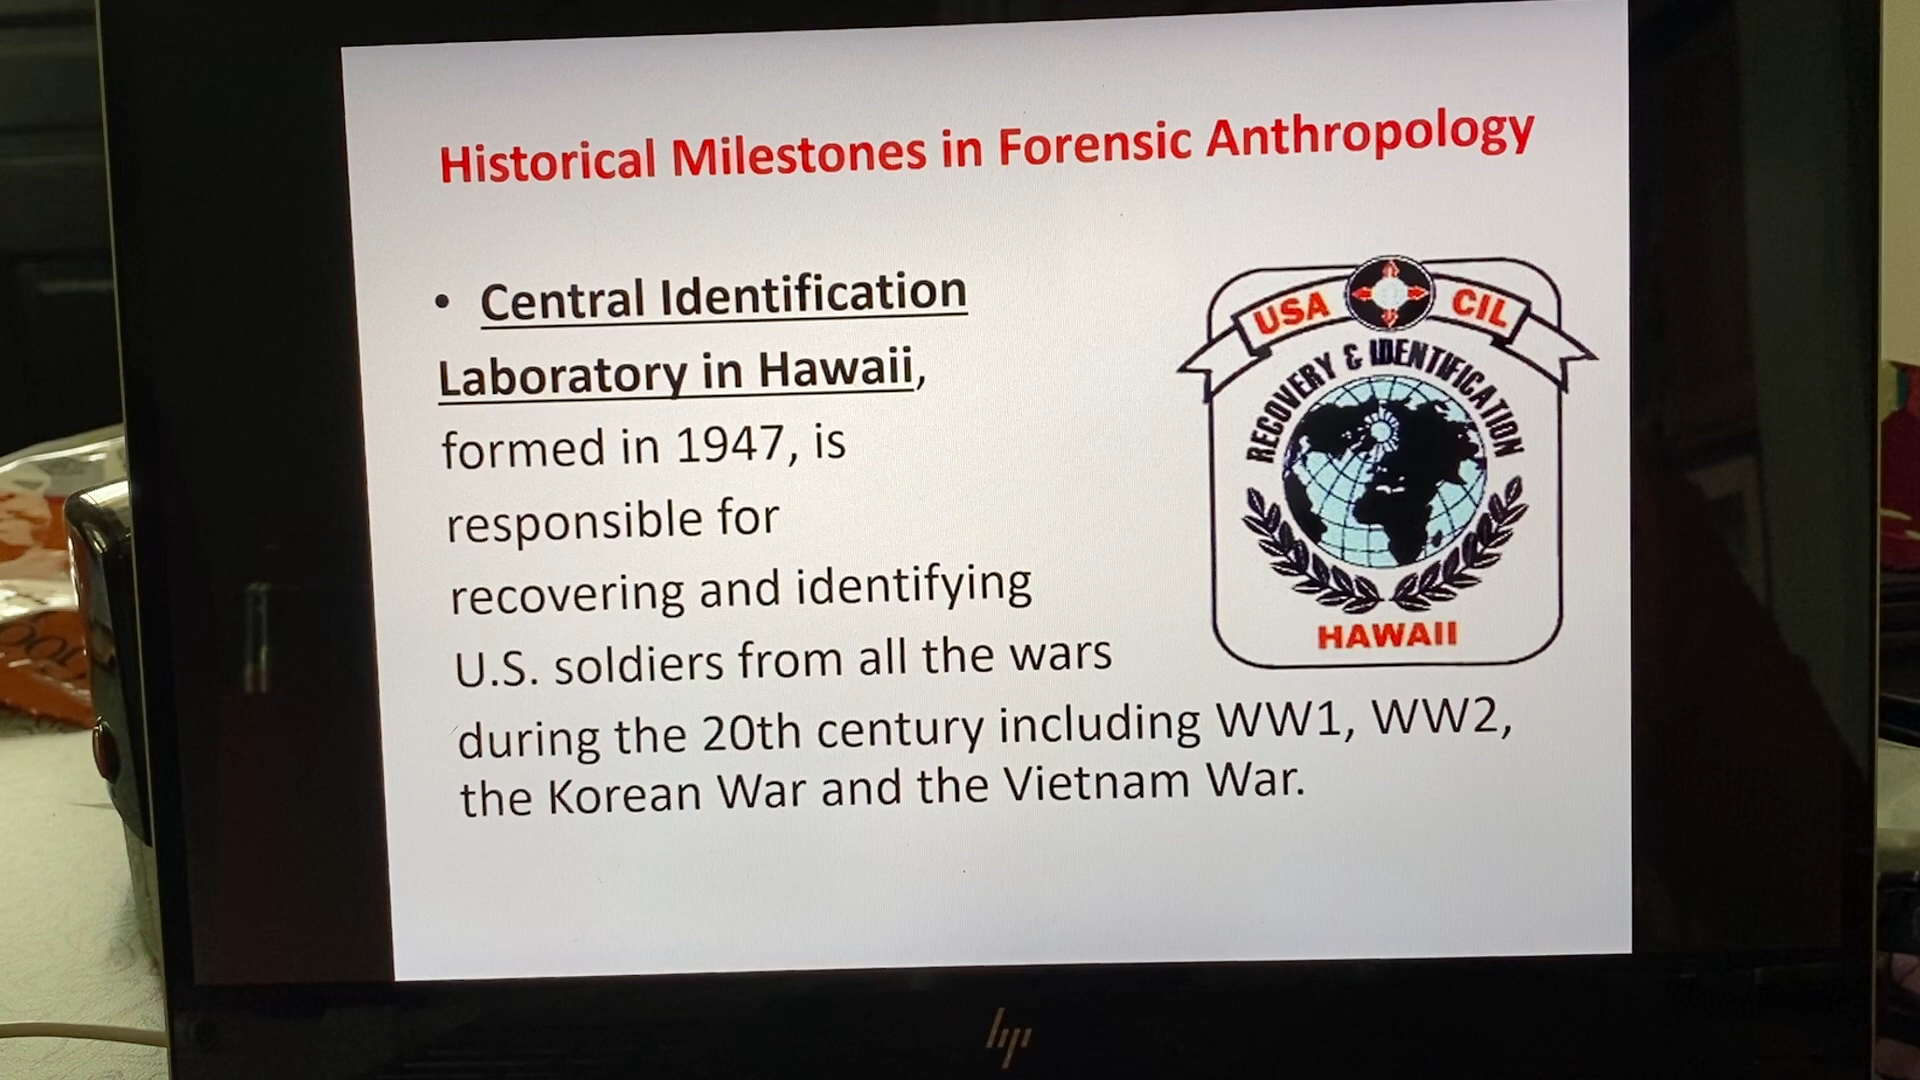 Historical Milestones in Forensic Anthropology
• Central Identification
Laboratory in Hawaii,
formed in 1947, is
responsible for
recovering and identifying
U.S. soldiers from all the wars
during the 20th century including WW1, WW2,
the Korean War and the Vietnam War.
USA CIL
RECOVERY & IDENTIFICATION
HAWAII
hp